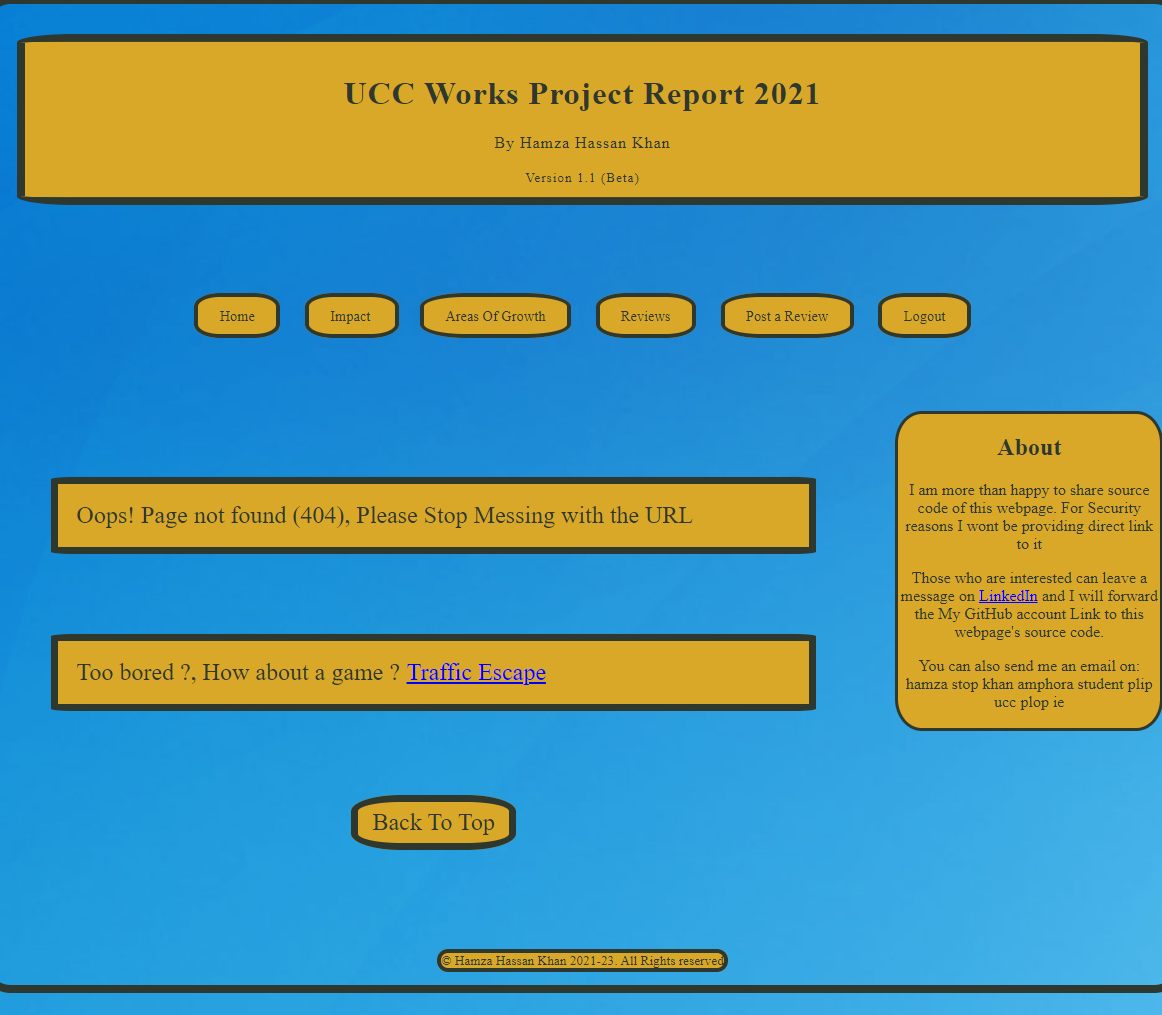 UCC Works Project Report 2021
By Hamza Hassan Khan
Version 1.1 (Beta)
Home
Impact
Areas Of Growth
Reviews
Post a Review
Logout
Oops! Page not found (404), Please Stop Messing with the URL
Too bored ?, How about a game ? Traffic Escape
Back To Top
About
I am more than happy to share source
code of this webpage. For Security
reasons I wont be providing direct link
to it
Those who are interested can leave a
message on LinkedIn and I will forward
the My GitHub account Link to this
webpage's source code.
You can also send me an email on:
hamza stop khan amphora student plip
ucc plop ie
© Hamza Hassan Khan 2021-23. All Rights reserved